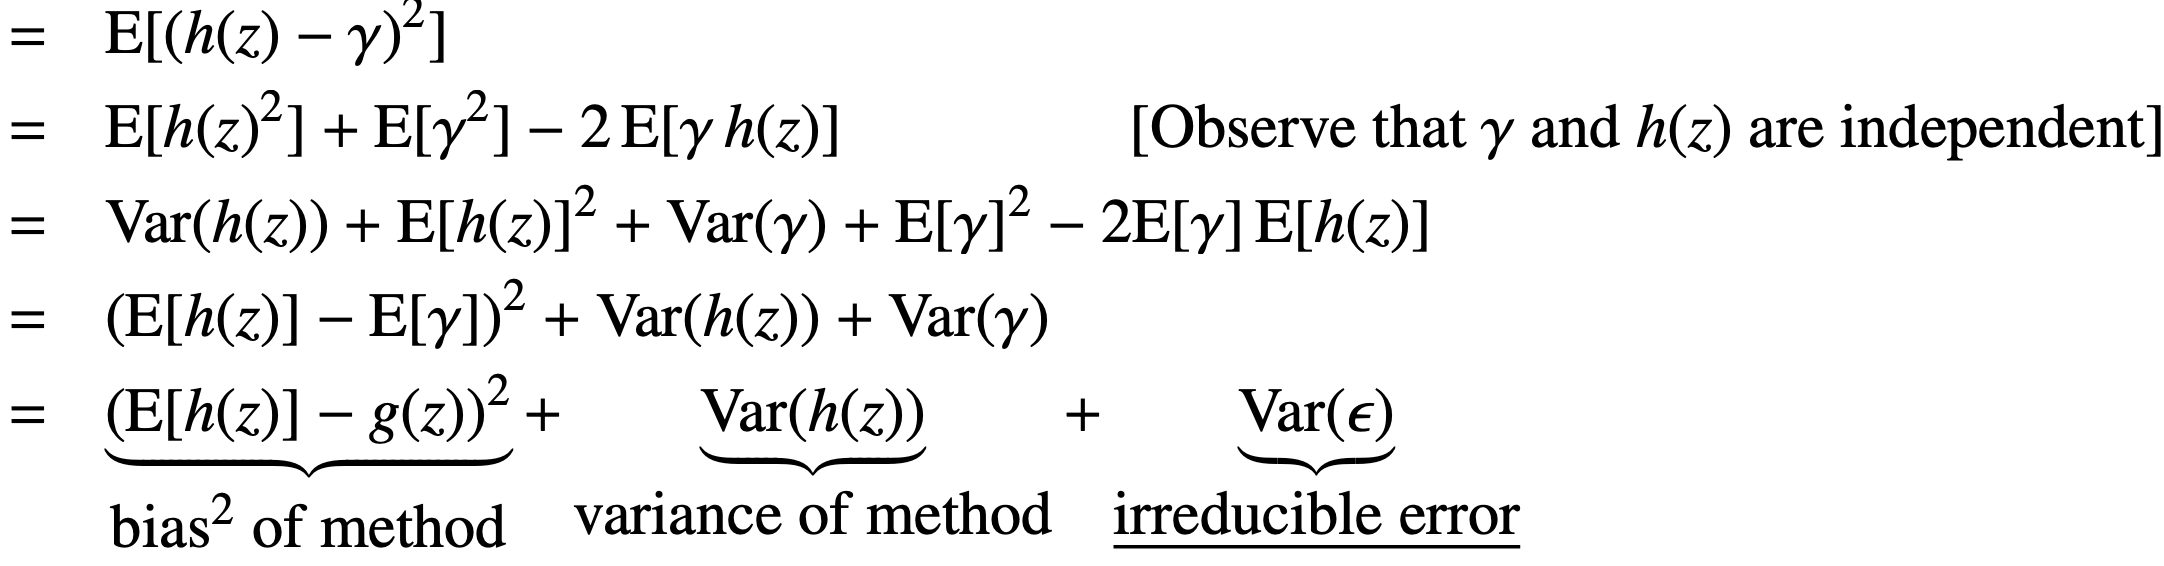 = E[(h(z) − γ)²]
= E[h(z)²] + E[γ²] − 2 E[γ h(z)] [Observe that γ and h(z) are independent]
= Var(h(z)) + E[h(z)]² + Var(γ) + E[γ]² − 2E[γ] E[h(z)]
= (E[h(z)] − E[γ])² + Var(h(z)) + Var(γ)
= (E[h(z)] − g(z))² + Var(h(z)) + Var(ϵ)
bias² of method variance of method irreducible error